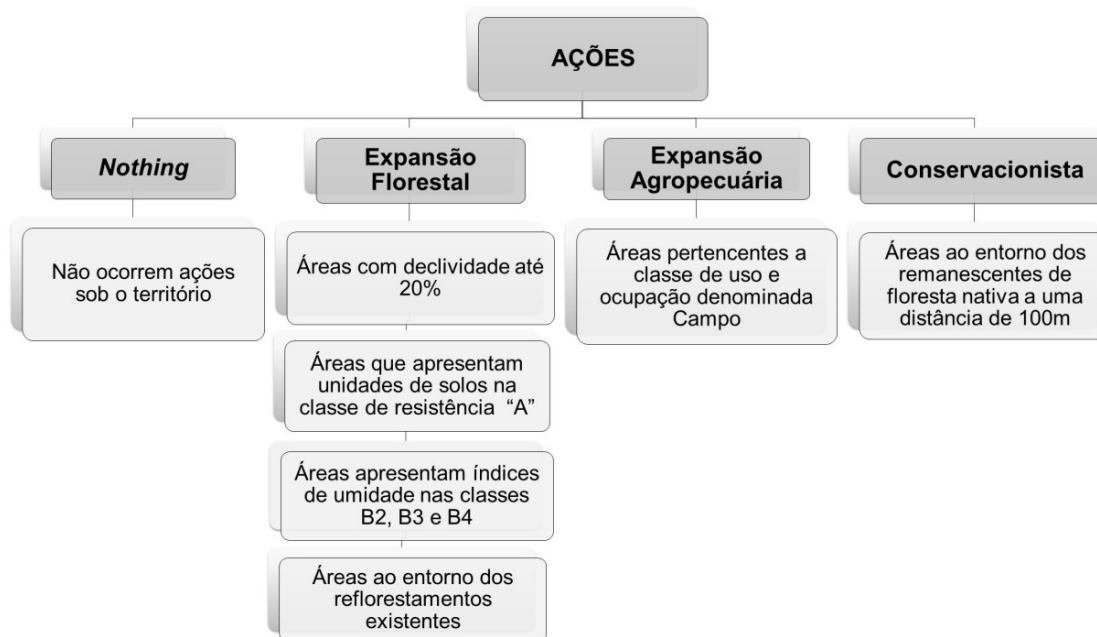 AÇÕES
Nothing
Não ocorrem ações
sob o território
Expansão
Florestal
Áreas com declividade até
20%
Áreas que apresentam
unidades de solos na
classe de resistência “A”
Áreas apresentam índices
de umidade nas classes
B2, B3 e B4
Áreas ao entorno dos
reflorestamentos
existentes
Expansão
Agropecuária
Áreas pertencentes a
classe de uso e
ocupação denominada
Campo
Conservacionista
Áreas ao entorno dos
remanescentes de
floresta nativa a uma
distância de 100m